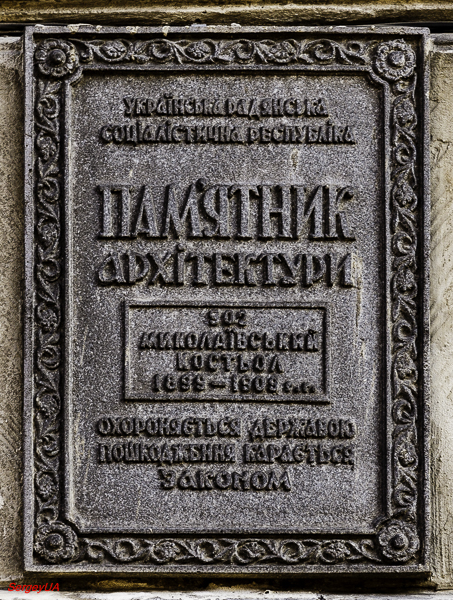 УКРАЇНСЬКА РАДЯНСЬКА
СОЦІАЛІСТИЧНА РЕСПУБЛІКА
ПАМ'ЯТНИК
АРХІТЕКТУРИ
302
МИКОЛАЇВСЬКИЙ
КОСТЬОЛ
1899—1909 р.р.
ОХОРОНЯЄТЬСЯ ДЕРЖАВОЮ
ПОШКОДЖЕННЯ КАРАЄТЬСЯ
ЗАКОНОМ
SergeyUA